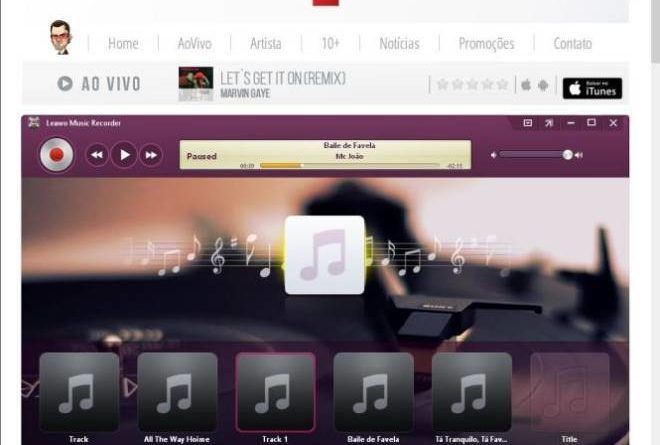 Home AoVivo Artista 10+ Notícias Promoções Contato
AO VIVO
LET'S GET IT ON (REMIX)
MARVIN GAYE
Baixar no
iTunes
Leawo Music Recorder
Baile de Favela
Paused
Mc João
00:39 -02:11
SONY
Track All The Way Hoime Track 1 Baile de Favela Tá Tranquilo, Tá Fav... Title